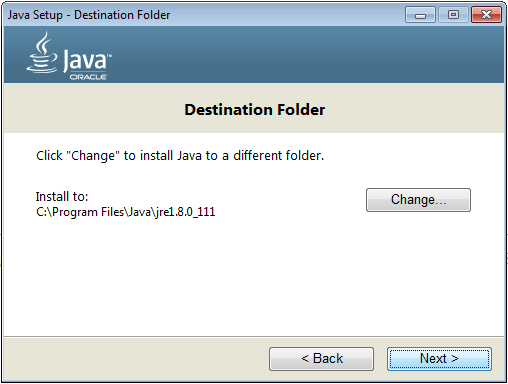 Java Setup - Destination Folder
Java™
ORACLE
Destination Folder
Click "Change" to install Java to a different folder.
Install to:
C:\Program Files\Java\jre1.8.0_111
Change...
< Back
Next >